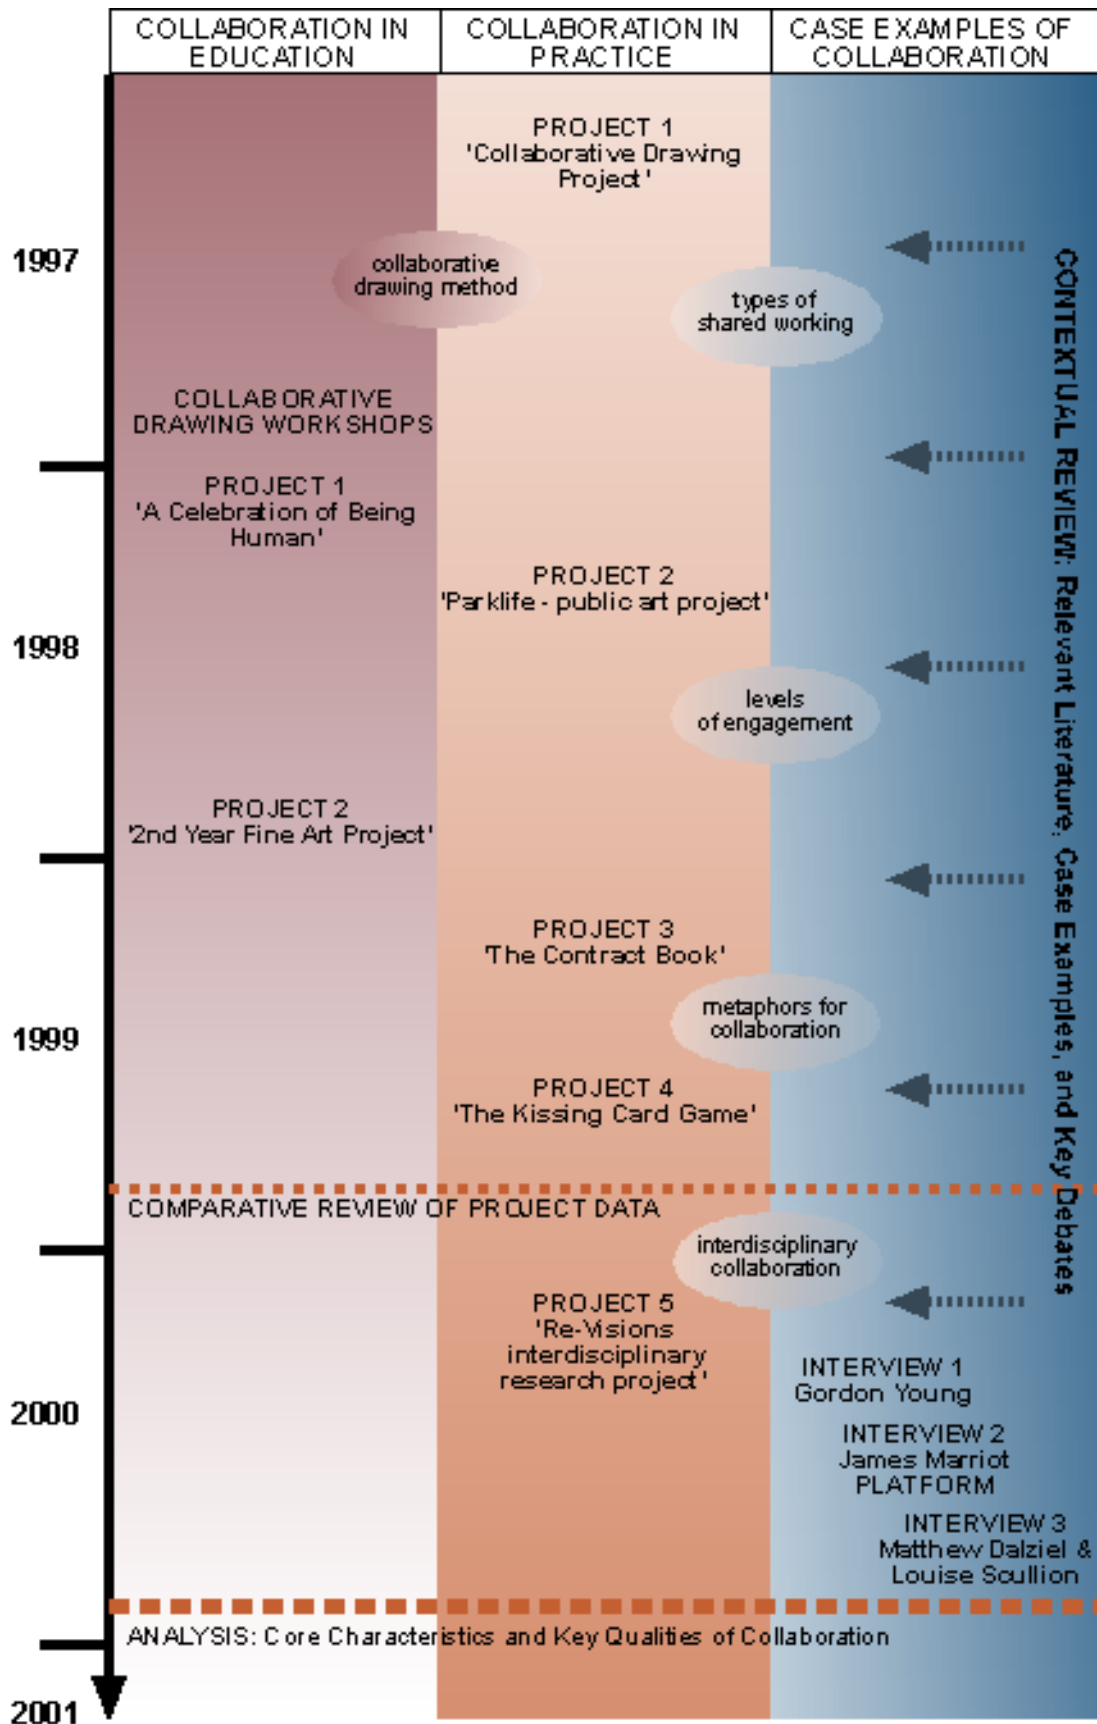 COLLABORATION IN
EDUCATION
COLLABORATION IN
PRACTICE
CASE EXAMPLES OF
COLLABORATION
PROJECT 1
'Collaborative Drawing
Project'
1997
collaborative
drawing method
types of
shared working
COLLABORATIVE
DRAWING WORKSHOPS
PROJECT 1
'A Celebration of Being
Human'
PROJECT 2
'Parklife - public art project'
1998
levels
of engagement
PROJECT 2
'2nd Year Fine Art Project'
PROJECT 3
'The Contract Book'
metaphors for
collaboration
1999
PROJECT 4
'The Kissing Card Game'
CONTEXTUAL REVIEW: Relevant Literature, Case Examples, and Key Debates
COMPARATIVE REVIEW OF PROJECT DATA
interdisciplinary
collaboration
PROJECT 5
'Re-Visions
interdisciplinary
research project'
INTERVIEW 1
Gordon Young
2000
INTERVIEW 2
James Marriot
PLATFORM
INTERVIEW 3
Matthew Dalziel &
Louise Scullion
ANALYSIS: Core Characteristics and Key Qualities of Collaboration
2001